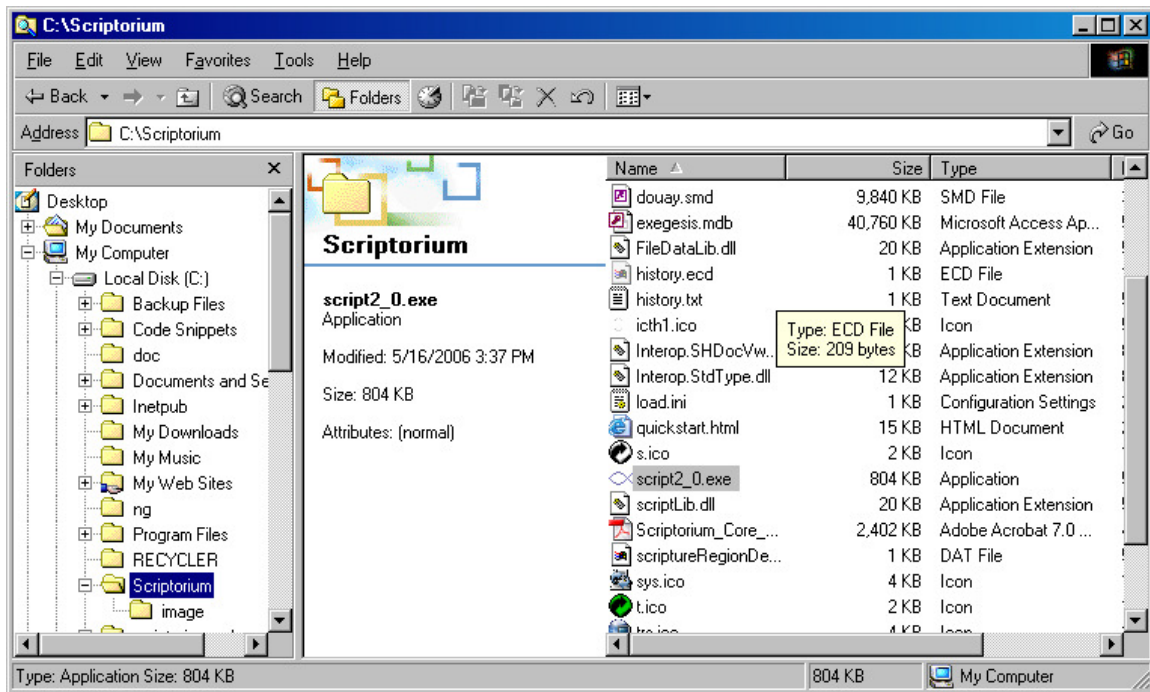 C:\Scriptorium
File Edit View Favorites Tools Help
Back Search Folders
Address C:\Scriptorium Go
Folders
Desktop
My Documents
My Computer
Local Disk (C:)
Backup Files
Code Snippets
doc
Documents and Se
Inetpub
My Downloads
My Music
My Web Sites
ng
Program Files
RECYCLER
Scriptorium
image
Scriptorium
script2_0.exe
Application
Modified: 5/16/2006 3:37 PM
Size: 804 KB
Attributes: (normal)
Name Size Type
douay.smd 9,840 KB SMD File
exegesis.mdb 40,760 KB Microsoft Access Ap...
FileDataLib.dll 20 KB Application Extension
history.ecd 1 KB ECD File
history.txt 1 KB Text Document
icth1.ico KB Icon
Interop.SHDocVw.. KB Application Extension
Interop.StdType.dll 12 KB Application Extension
load.ini 1 KB Configuration Settings
quickstart.html 15 KB HTML Document
s.ico 2 KB Icon
script2_0.exe 804 KB Application
scriptLib.dll 20 KB Application Extension
Scriptorium_Core_... 2,402 KB Adobe Acrobat 7.0 ...
scriptureRegionDe... 1 KB DAT File
sys.ico 4 KB Icon
t.ico 2 KB Icon
Type: ECD File
Size: 209 bytes
Type: Application Size: 804 KB 804 KB My Computer